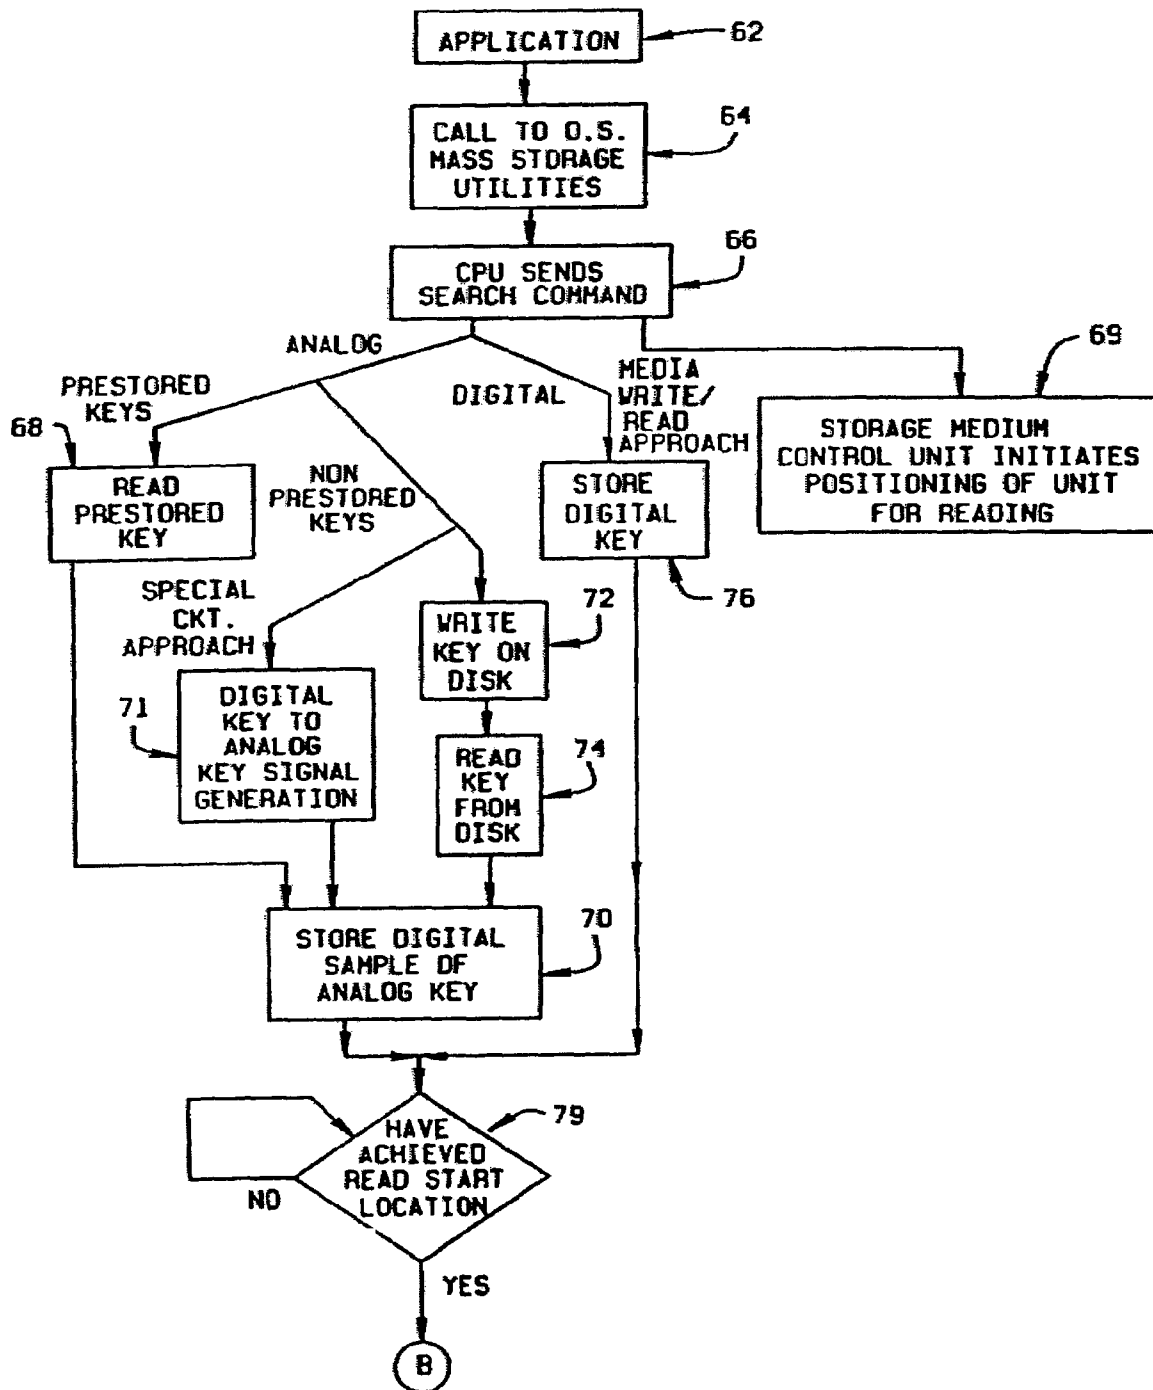 APPLICATION
62
CALL TO O.S.
MASS STORAGE
UTILITIES
64
CPU SENDS
SEARCH COMMAND
66
ANALOG
DIGITAL
MEDIA
WRITE/
READ
APPROACH
69
STORAGE MEDIUM
CONTROL UNIT INITIATES
POSITIONING OF UNIT
FOR READING
PRESTORED
KEYS
68
READ
PRESTORED
KEY
NON
PRESTORED
KEYS
STORE
DIGITAL
KEY
76
SPECIAL
CKT.
APPROACH
72
WRITE
KEY ON
DISK
71
DIGITAL
KEY TO
ANALOG
KEY SIGNAL
GENERATION
74
READ
KEY
FROM
DISK
70
STORE DIGITAL
SAMPLE OF
ANALOG KEY
79
HAVE
ACHIEVED
READ START
LOCATION
NO
YES
B